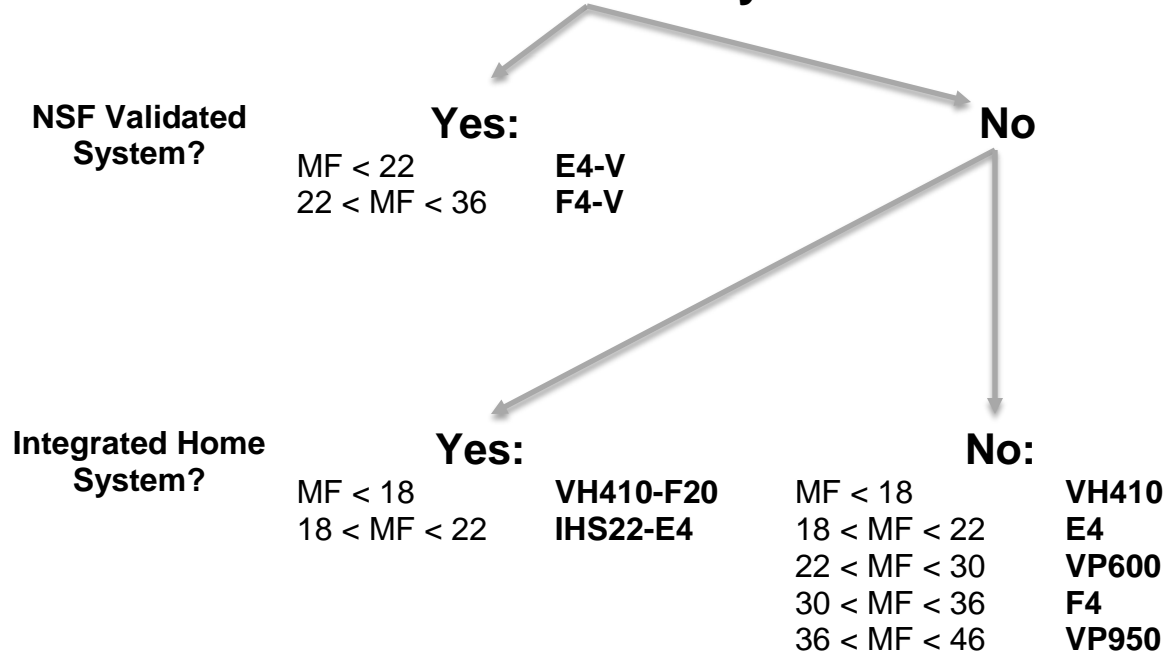 NSF Validated
System?
Yes:
No
MF < 22 E4-V
22 < MF < 36 F4-V
Integrated Home
System?
Yes:
No:
MF < 18 VH410-F20
18 < MF < 22 IHS22-E4
MF < 18 VH410
18 < MF < 22 E4
22 < MF < 30 VP600
30 < MF < 36 F4
36 < MF < 46 VP950